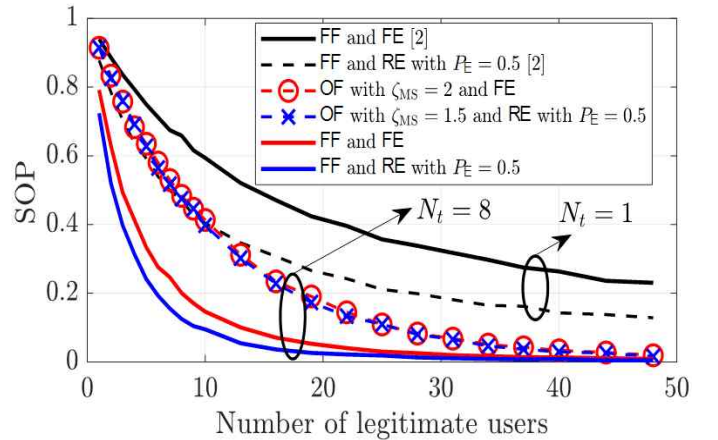 1
0.8
0.6
0.4
0.2
0
SOP
FF and FE [2]
FF and RE with P_E = 0.5 [2]
OF with ζ_MS = 2 and FE
OF with ζ_MS = 1.5 and RE with P_E = 0.5
FF and FE
FF and RE with P_E = 0.5
N_t = 8
N_t = 1
0 10 20 30 40 50
Number of legitimate users